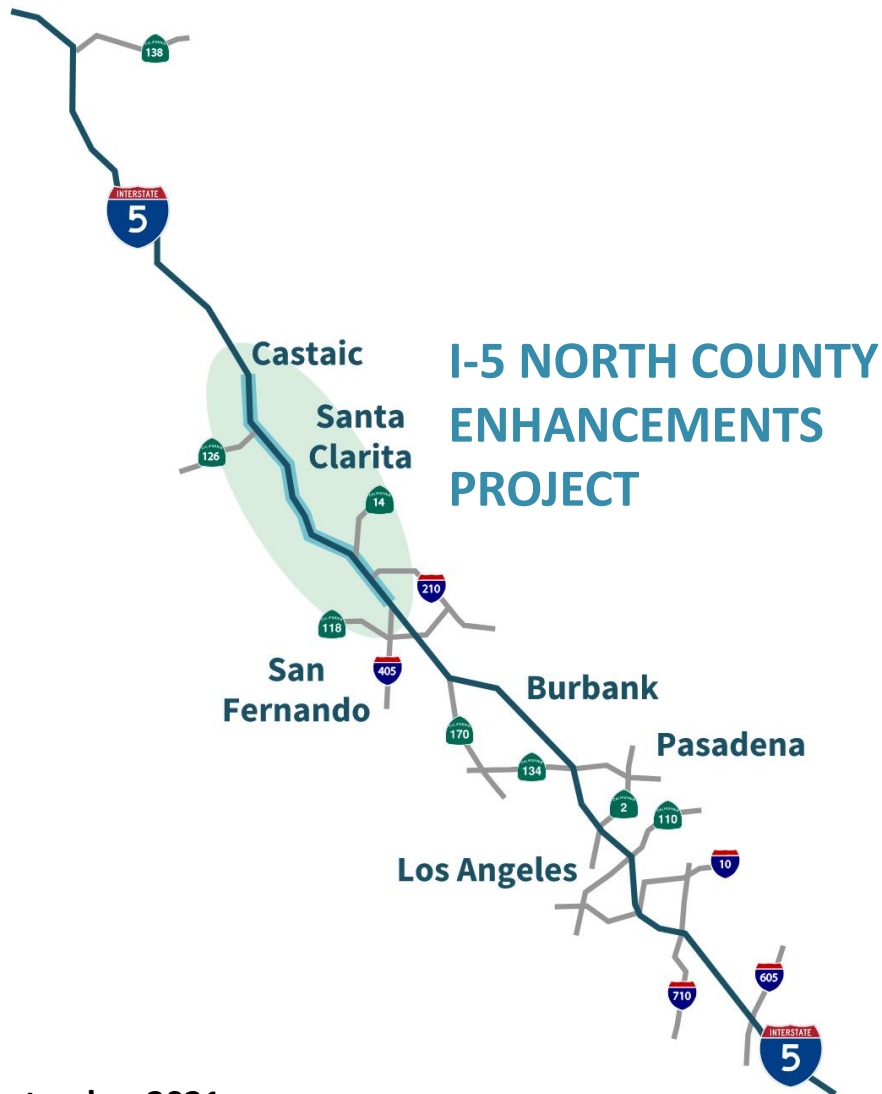 138
INTERSTATE
5
Castaic
I-5 NORTH COUNTY
ENHANCEMENTS
PROJECT
Santa
Clarita
126
14
210
118
405
San
Fernando
Burbank
170
Pasadena
134
2
110
Los Angeles
10
605
710
INTERSTATE
5